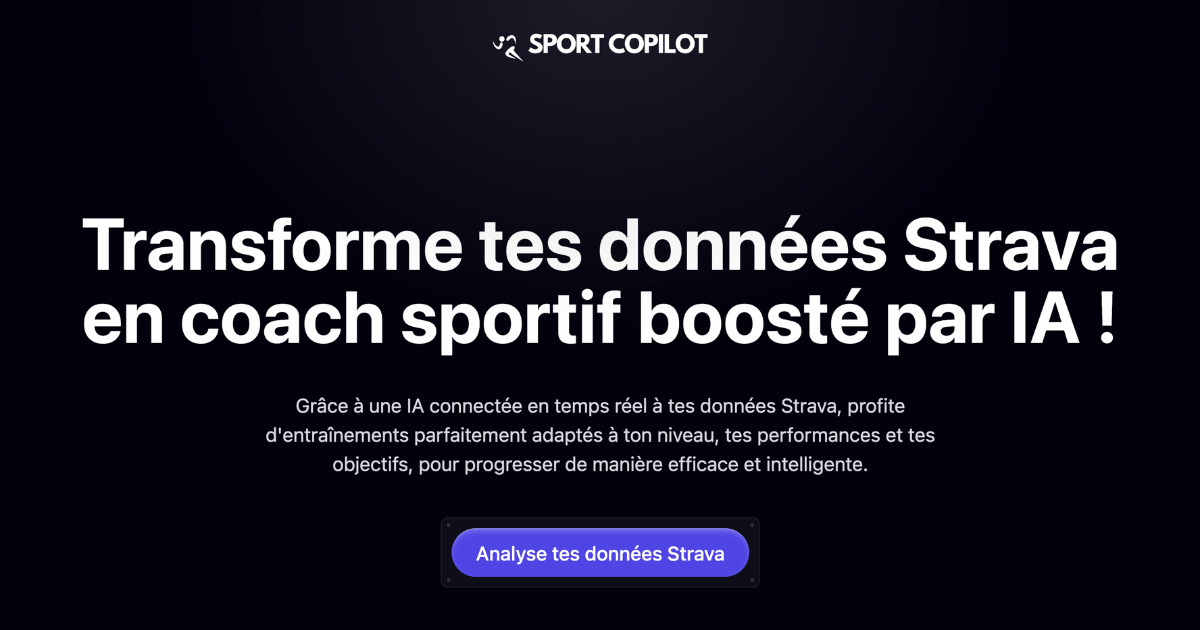 SPORT COPILOT
Transforme tes données Strava
en coach sportif boosté par IA !
Grâce à une IA connectée en temps réel à tes données Strava, profite
d'entraînements parfaitement adaptés à ton niveau, tes performances et tes
objectifs, pour progresser de manière efficace et intelligente.
Analyse tes données Strava